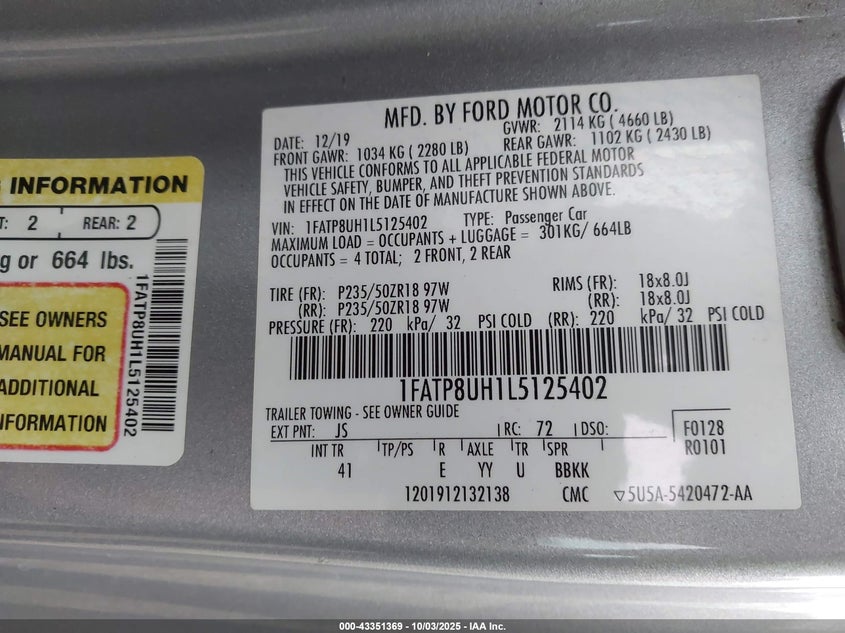 INFORMATION
2 REAR: 2
g or 664 lbs.
SEE OWNERS
MANUAL FOR
ADDITIONAL
INFORMATION
1FATP8UH1L5125402
MFD. BY FORD MOTOR CO.
DATE: 12/19 GVWR: 2114 KG ( 4660 LB)
FRONT GAWR: 1034 KG ( 2280 LB) REAR GAWR: 1102 KG ( 2430 LB)
THIS VEHICLE CONFORMS TO ALL APPLICABLE FEDERAL MOTOR
VEHICLE SAFETY, BUMPER, AND THEFT PREVENTION STANDARDS
IN EFFECT ON THE DATE OF MANUFACTURE SHOWN ABOVE.
VIN: 1FATP8UH1L5125402 TYPE: Passenger Car
MAXIMUM LOAD = OCCUPANTS + LUGGAGE = 301KG/ 664LB
OCCUPANTS = 4 TOTAL; 2 FRONT, 2 REAR
TIRE (FR): P235/50ZR18 97W RIMS (FR): 18x8.0J
(RR): P235/50ZR18 97W (RR): 18x8.0J
PRESSURE (FR): 220 kPa/ 32 PSI COLD (RR): 220 kPa/ 32 PSI COLD
1FATP8UH1L5125402
TRAILER TOWING - SEE OWNER GUIDE
EXT PNT: JS RC: 72 DSO: F0128
R0101
INT TR TP/PS R AXLE TR SPR
41 E YY U BBKK
1201912132138 CMC ▽5U5A-5420472-AA
000-43351369 - 10/03/2025 - IAA Inc.